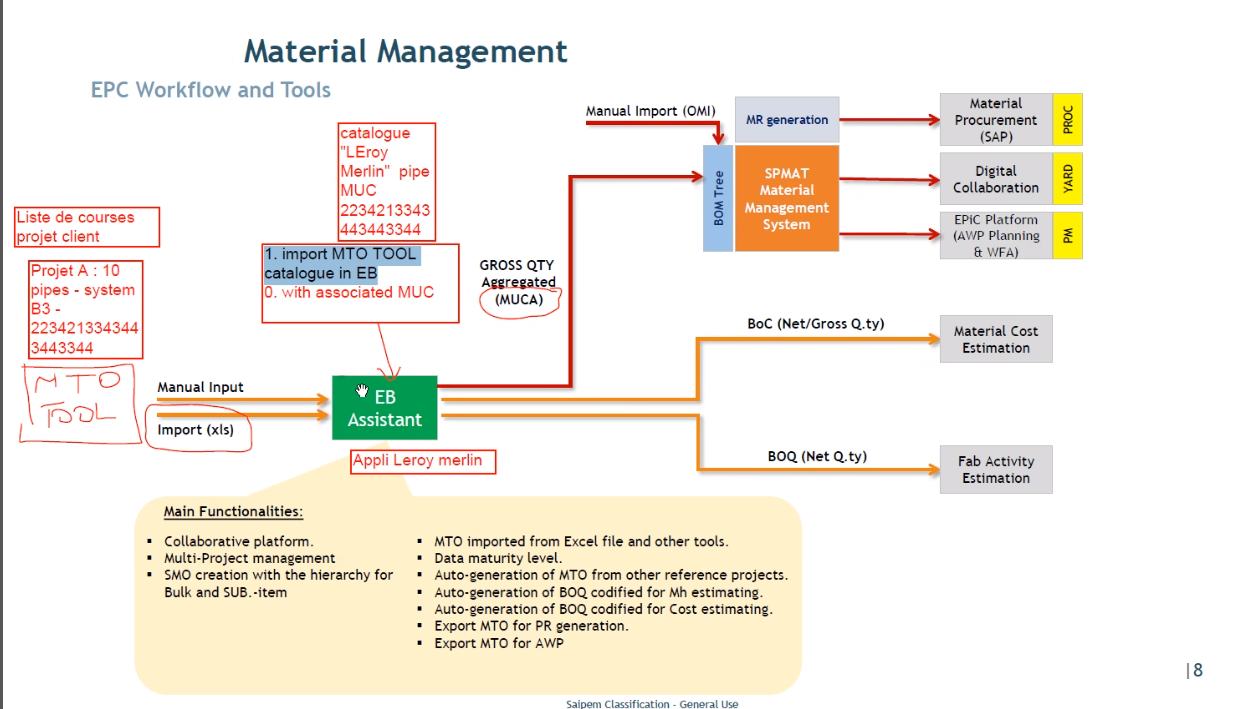 Material Management
EPC Workflow and Tools
Manual Import (OMI)
MR generation
Material
Procurement
(SAP)
PROC
catalogue
"LEroy
Merlin" pipe
MUC
2234213343
443443344
BOM Tree
SPMAT
Material
Management
System
Digital
Collaboration
YARD
EPiC Platform
(AWP Planning
& WFA)
PM
Liste de courses
projet client
1. import MTO TOOL
catalogue in EB
0. with associated MUC
Projet A : 10
pipes - system
B3 -
223421334344
3443344
GROSS QTY
Aggregated
(MUCA)
BoC (Net/Gross Q.ty)
Material Cost
Estimation
MTO
TOOL
Manual Input
Import (xls)
EB
Assistant
Appli Leroy merlin
BOQ (Net Q.ty)
Fab Activity
Estimation
Main Functionalities:
▪ Collaborative platform.
▪ Multi-Project management
▪ SMO creation with the hierarchy for
Bulk and SUB.-item
▪ MTO imported from Excel file and other tools.
▪ Data maturity level.
▪ Auto-generation of MTO from other reference projects.
▪ Auto-generation of BOQ codified for Mh estimating.
▪ Auto-generation of BOQ codified for Cost estimating.
▪ Export MTO for PR generation.
▪ Export MTO for AWP
|8
Saipem Classification - General Use